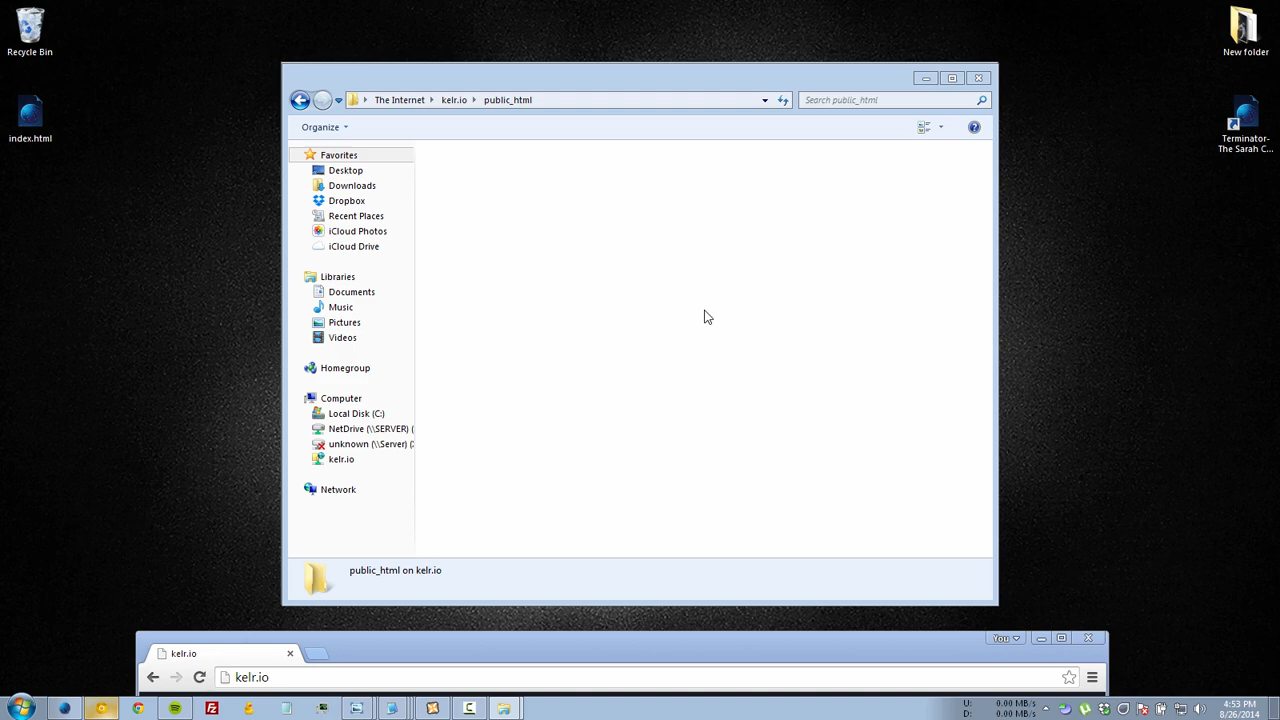 Recycle Bin
index.html
New folder
Terminator-
The Sarah C...
The Internet
kelr.io
public_html
Search public_html
Organize
Favorites
Desktop
Downloads
Dropbox
Recent Places
iCloud Photos
iCloud Drive
Libraries
Documents
Music
Pictures
Videos
Homegroup
Computer
Local Disk (C:)
NetDrive (\\SERVER) (
unknown (\\Server) (
kelr.io
Network
public_html on kelr.io
You
kelr.io
kelr.io
U: 0.00 MB/s
D: 0.00 MB/s
4:53 PM
8/26/2014